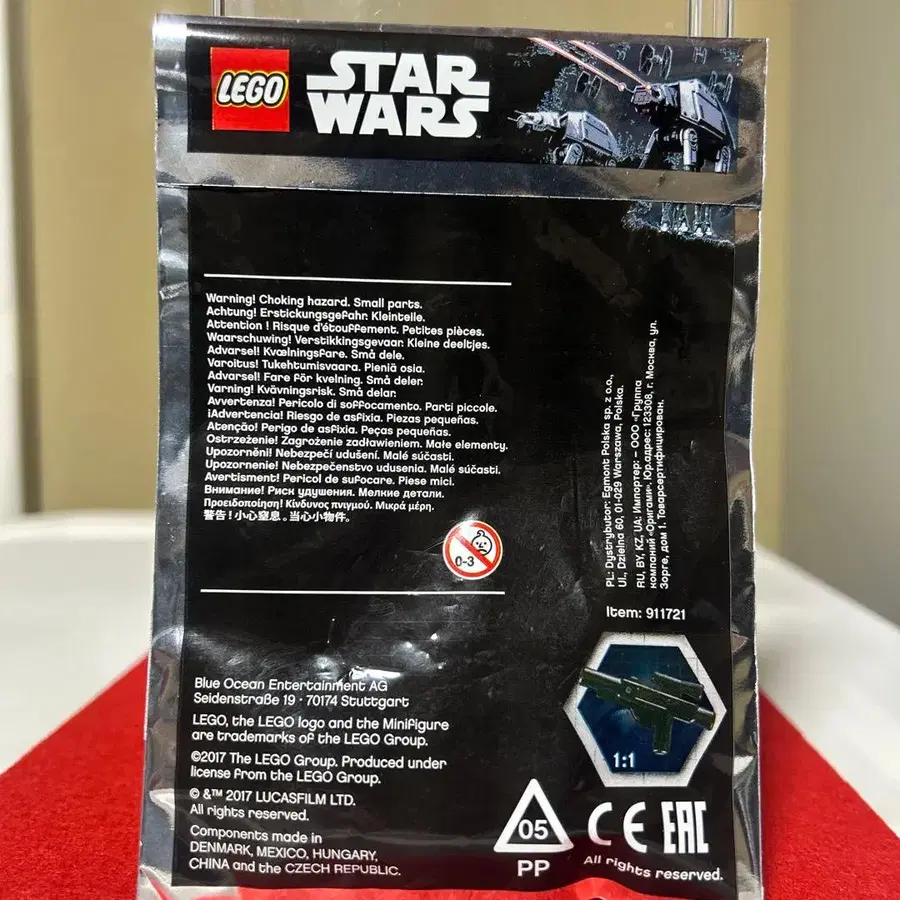 LEGO
STAR
WARS
Warning! Choking hazard. Small parts.
Achtung! Erstickungsgefahr. Kleinteile.
Attention ! Risque d'étouffement. Petites pièces.
Waarschuwing! Verstikkingsgevaar. Kleine deeltjes.
Advarsel! Kvælningsfare. Små dele.
Varoitus! Tukehtumisvaara. Pieniä osia.
Advarsel! Fare for kvelning. Små deler.
Varning! Kvävningsrisk. Små delar.
Avvertenza! Pericolo di soffocamento. Parti piccole.
¡Advertencia! Riesgo de asfixia. Piezas pequeñas.
Atenção! Perigo de asfixia. Peças pequenas.
Ostrzeżenie! Zagrożenie zadławieniem. Małe elementy.
Upozornění! Nebezpečí udušení. Malé súčasti.
Upozornenie! Nebezpečenstvo udusenia. Malé súčasti.
Avertisment! Pericol de sufocare. Piese mici.
Внимание! Риск удушения. Мелкие детали.
Προειδοποίηση! Κίνδυνος πνιγμού. Μικρά μέρη.
警告！小心窒息。当心小物件。
0-3
PL: Dystrybutor: Egmont Polska sp. z o.o.,
Ul. Dzielna 60, 01-029 Warszawa, Polska.
RU, BY, KZ, UA: Импортер: – ООО «Группа
компаний «Оригами». Юр.адрес: 123308, г. Москва, ул.
Зорге, дом 1. Товарсертифицирован.
Item: 911721
1:1
Blue Ocean Entertainment AG
Seidenstraße 19 · 70174 Stuttgart
LEGO, the LEGO logo and the Minifigure
are trademarks of the LEGO Group.
©2017 The LEGO Group. Produced under
license from the LEGO Group.
© &™ 2017 LUCASFILM LTD.
All rights reserved.
Components made in
DENMARK, MEXICO, HUNGARY,
CHINA and the CZECH REPUBLIC.
05
PP
CE EAC
All rights reserved.